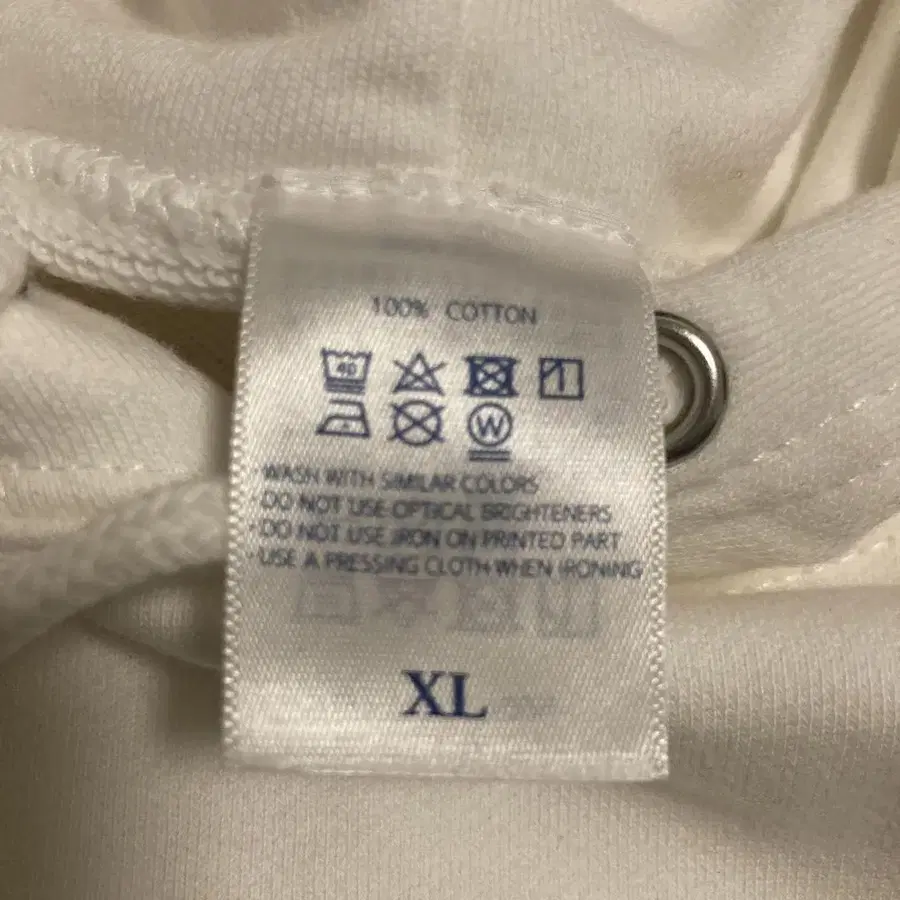 100% COTTON
40
W
WASH WITH SIMILAR COLORS
DO NOT USE OPTICAL BRIGHTENERS
DO NOT USE IRON ON PRINTED PART
USE A PRESSING CLOTH WHEN IRONING
XL